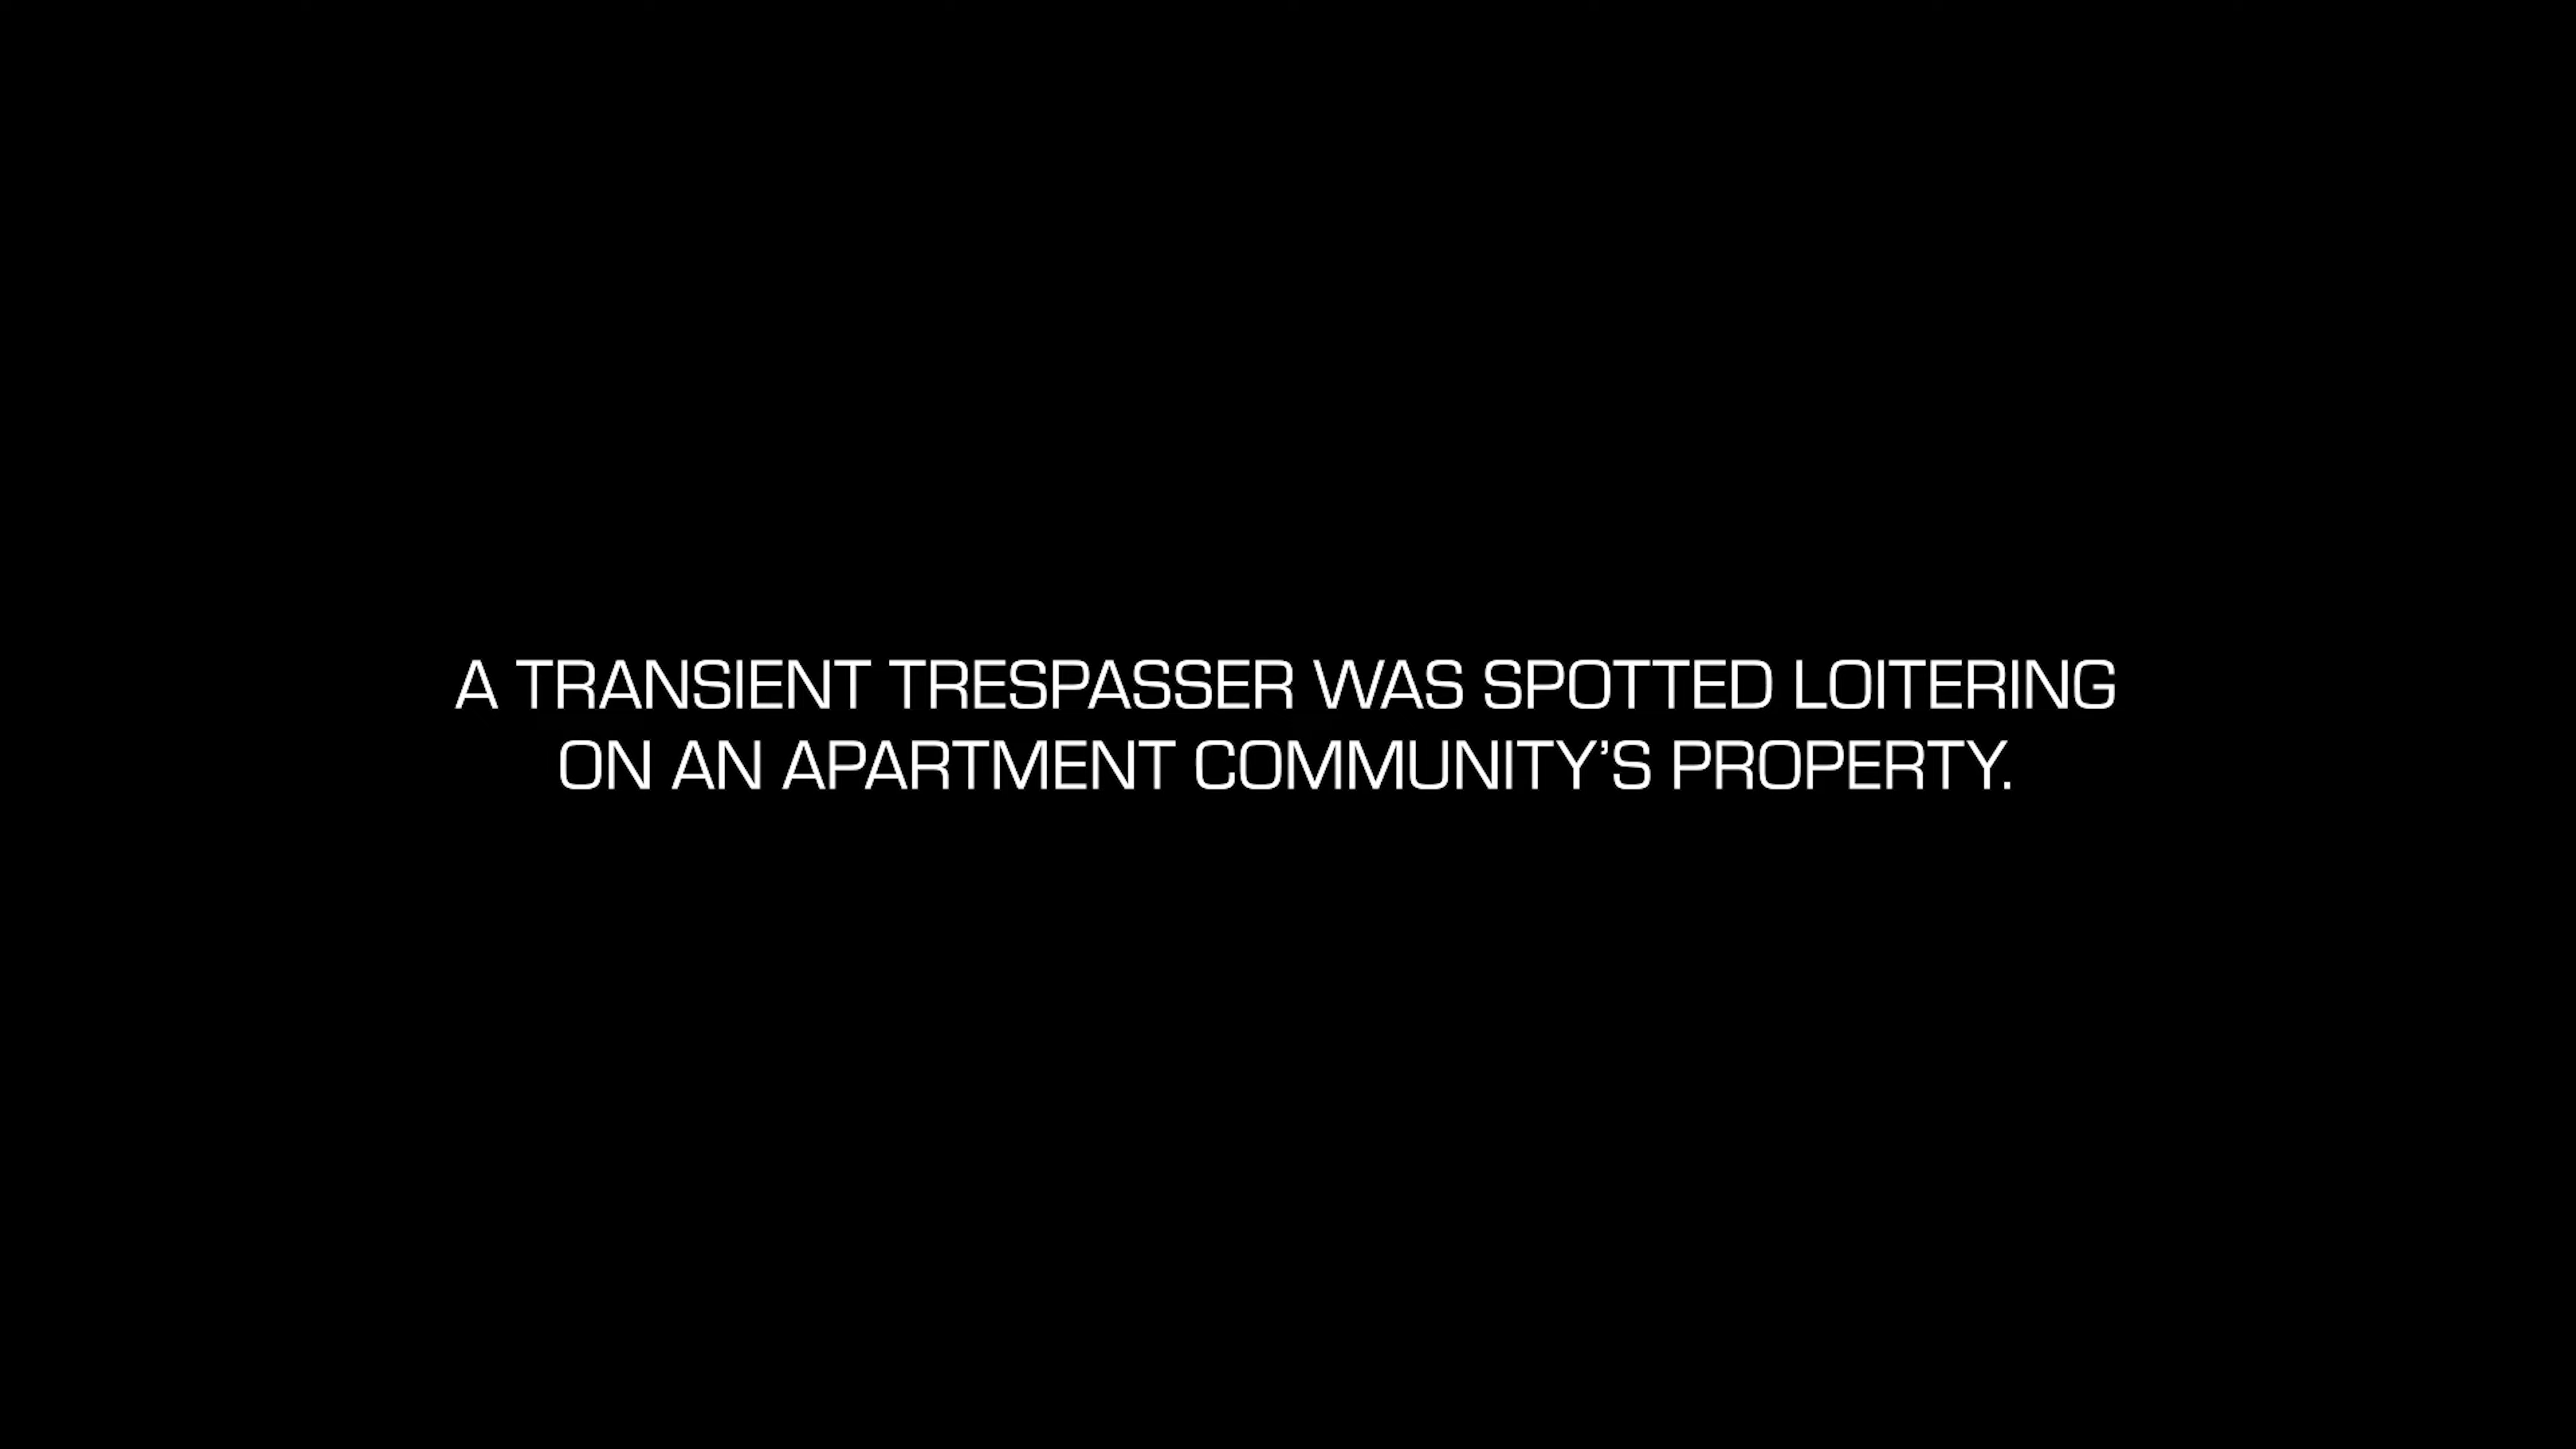 A TRANSIENT TRESPASSER WAS SPOTTED LOITERING
ON AN APARTMENT COMMUNITY’S PROPERTY.